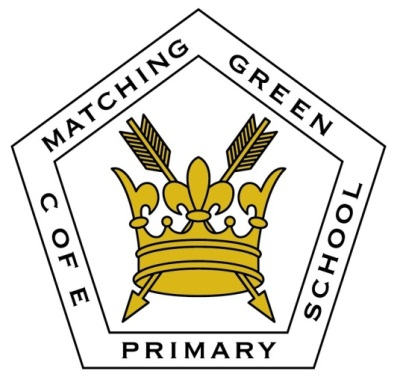 MATCHING
GREEN
C OF E
PRIMARY
SCHOOL